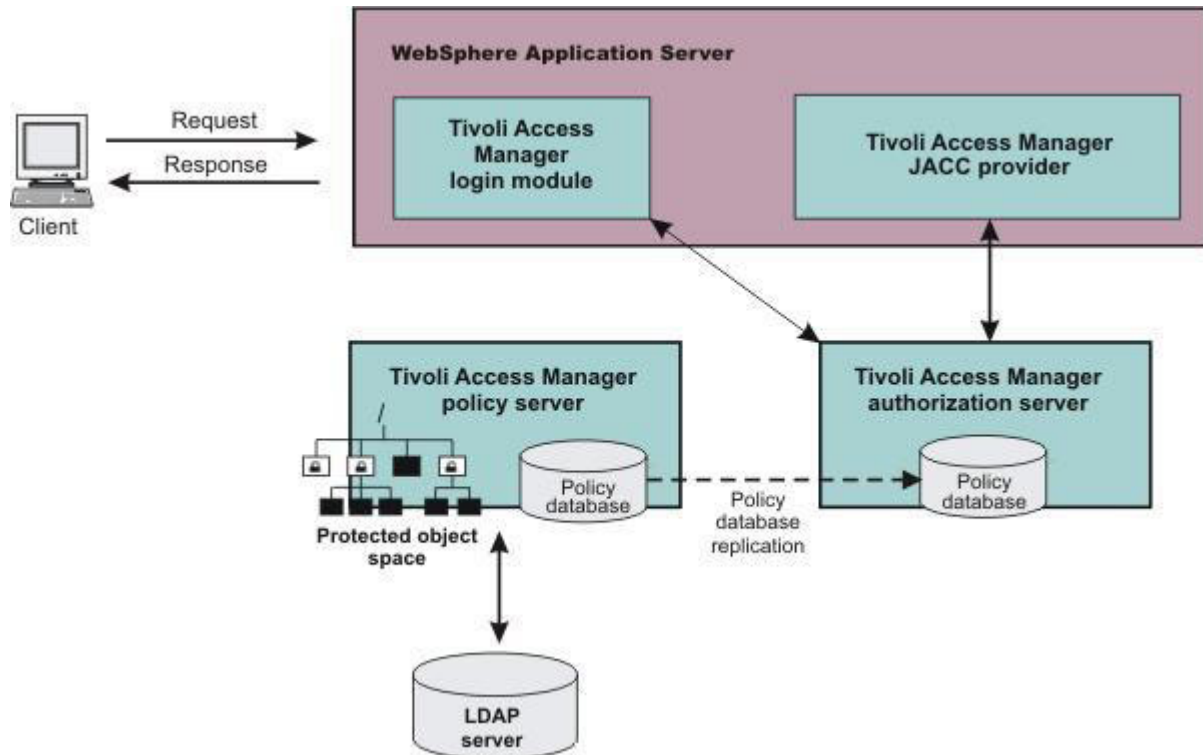 WebSphere Application Server
Tivoli Access
Manager
login module
Tivoli Access Manager
JACC provider
Request
Response
Client
Tivoli Access Manager
policy server
/
Policy
database
Protected object
space
Policy
database
replication
Tivoli Access Manager
authorization server
Policy
database
LDAP
server